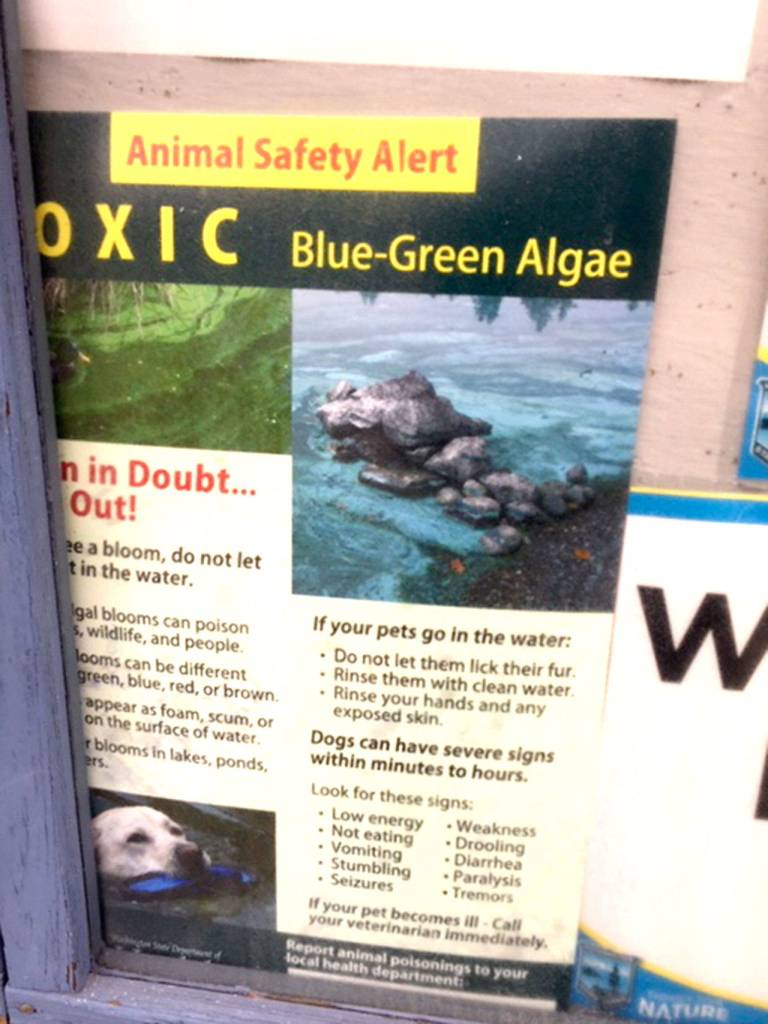 Animal Safety Alert
OXIC Blue-Green Algae
n in Doubt...
Out!
ee a bloom, do not let
t in the water.
lgal blooms can poison
s, wildlife, and people.
looms can be different
green, blue, red, or brown.
appear as foam, scum, or
on the surface of water.
r blooms in lakes, ponds,
ers.
If your pets go in the water:
• Do not let them lick their fur.
• Rinse them with clean water.
• Rinse your hands and any
exposed skin.
Dogs can have severe signs
within minutes to hours.
Look for these signs:
• Low energy
• Not eating
• Vomiting
• Stumbling
• Seizures
• Weakness
• Drooling
• Diarrhea
• Paralysis
• Tremors
If your pet becomes ill - Call
your veterinarian immediately.
Washington State Department of
Report animal poisonings to your
local health department:
W
NATURE